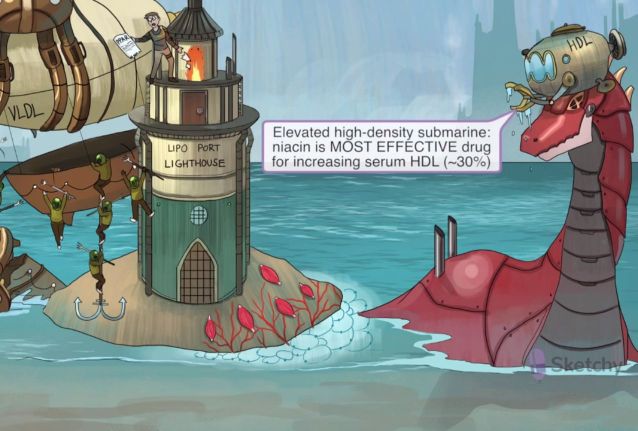 PPAR
HDL
VLDL
LIPO PORT
LIGHTHOUSE
Elevated high-density submarine:
niacin is MOST EFFECTIVE drug
for increasing serum HDL (~30%)
Sketchy